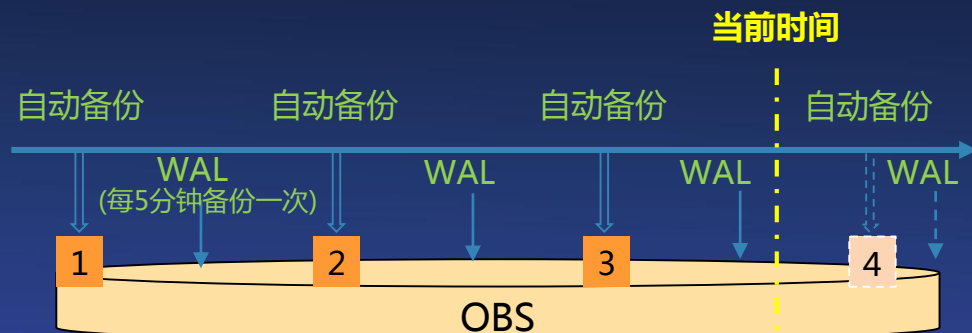 当前时间
自动备份 自动备份 自动备份 自动备份
WAL WAL WAL WAL
(每5分钟备份一次)
1 2 3 4
OBS